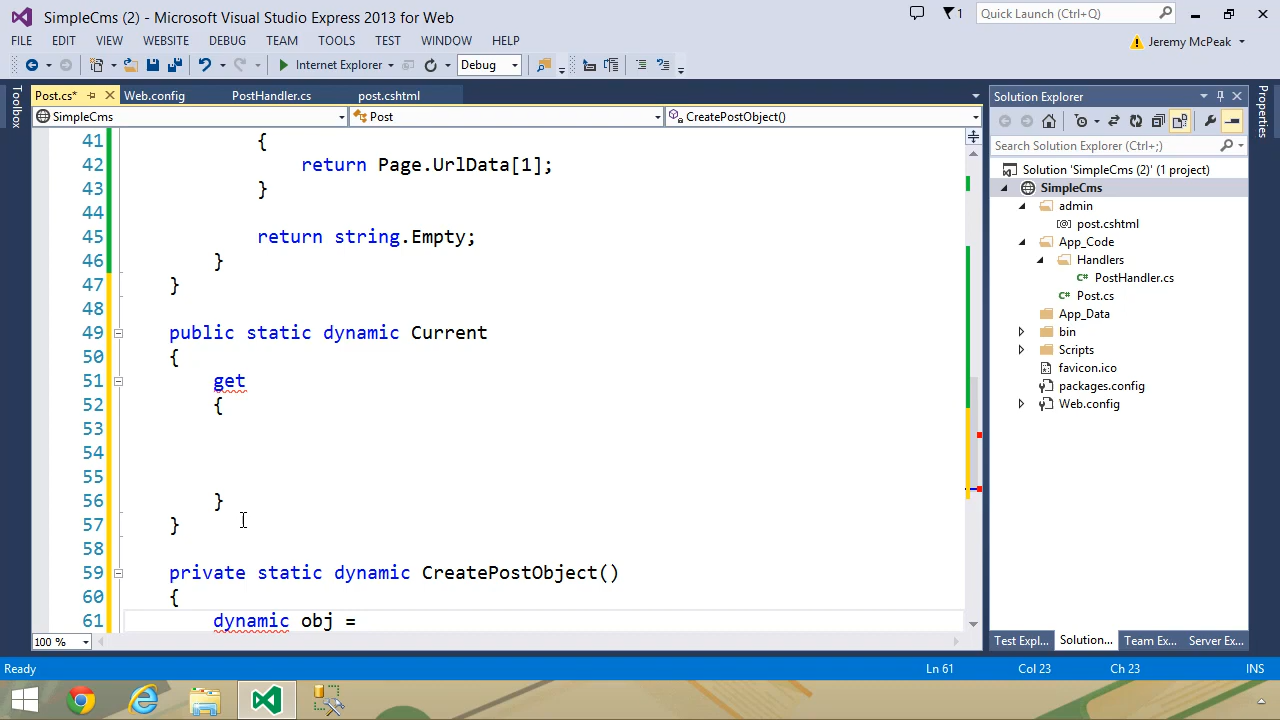 SimpleCms (2) - Microsoft Visual Studio Express 2013 for Web
1
Quick Launch (Ctrl+Q)
FILE EDIT VIEW WEBSITE DEBUG TEAM TOOLS TEST WINDOW HELP
Jeremy McPeak
Internet Explorer
Debug
Post.cs*
Web.config
PostHandler.cs
post.cshtml
Toolbox
SimpleCms
Post
CreatePostObject()
41 {
42 return Page.UrlData[1];
43 }
44
45 return string.Empty;
46 }
47 }
48
49 public static dynamic Current
50 {
51 get
52 {
53
54
55
56 }
57 }
58
59 private static dynamic CreatePostObject()
60 {
61 dynamic obj =
100 %
Solution Explorer
Search Solution Explorer (Ctrl+;)
Solution 'SimpleCms (2)' (1 project)
SimpleCms
admin
post.cshtml
App_Code
Handlers
PostHandler.cs
Post.cs
App_Data
bin
Scripts
favicon.ico
packages.config
Web.config
Test Expl... Solution... Team Ex... Server Ex...
Properties
Ready
Ln 61
Col 23
Ch 23
INS